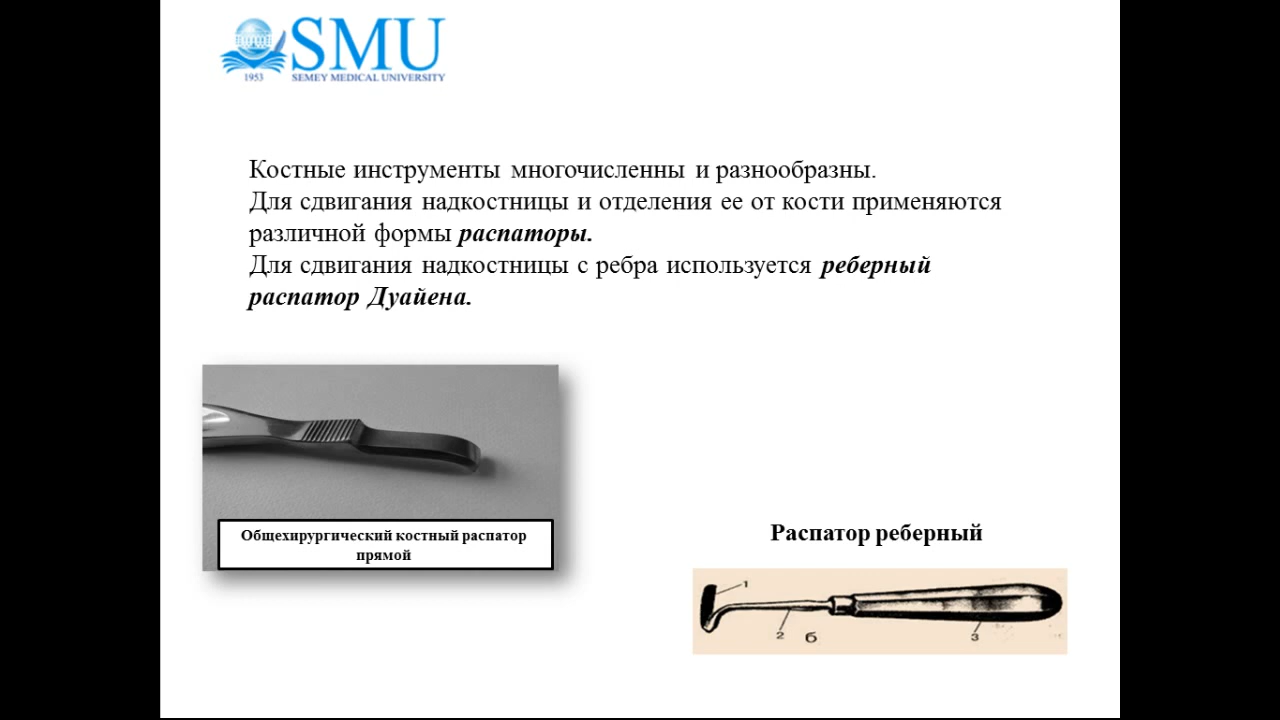 SMU
1953 SEMEY MEDICAL UNIVERSITY
Костные инструменты многочисленны и разнообразны.
Для сдвигания надкостницы и отделения ее от кости применяются
различной формы распаторы.
Для сдвигания надкостницы с ребра используется реберный
распатор Дуайена.
Общехирургический костный распатор
прямой
Распатор реберный
1
2 б 3